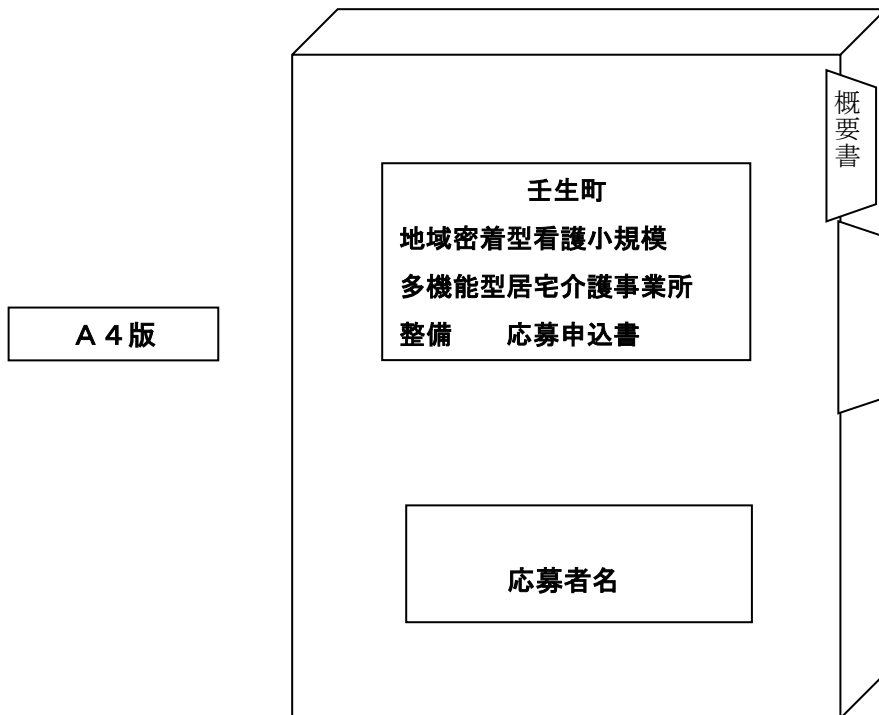 概要書
壬生町
地域密着型看護小規模
多機能型居宅介護事業所
整備　　応募申込書
Ａ４版
応募者名